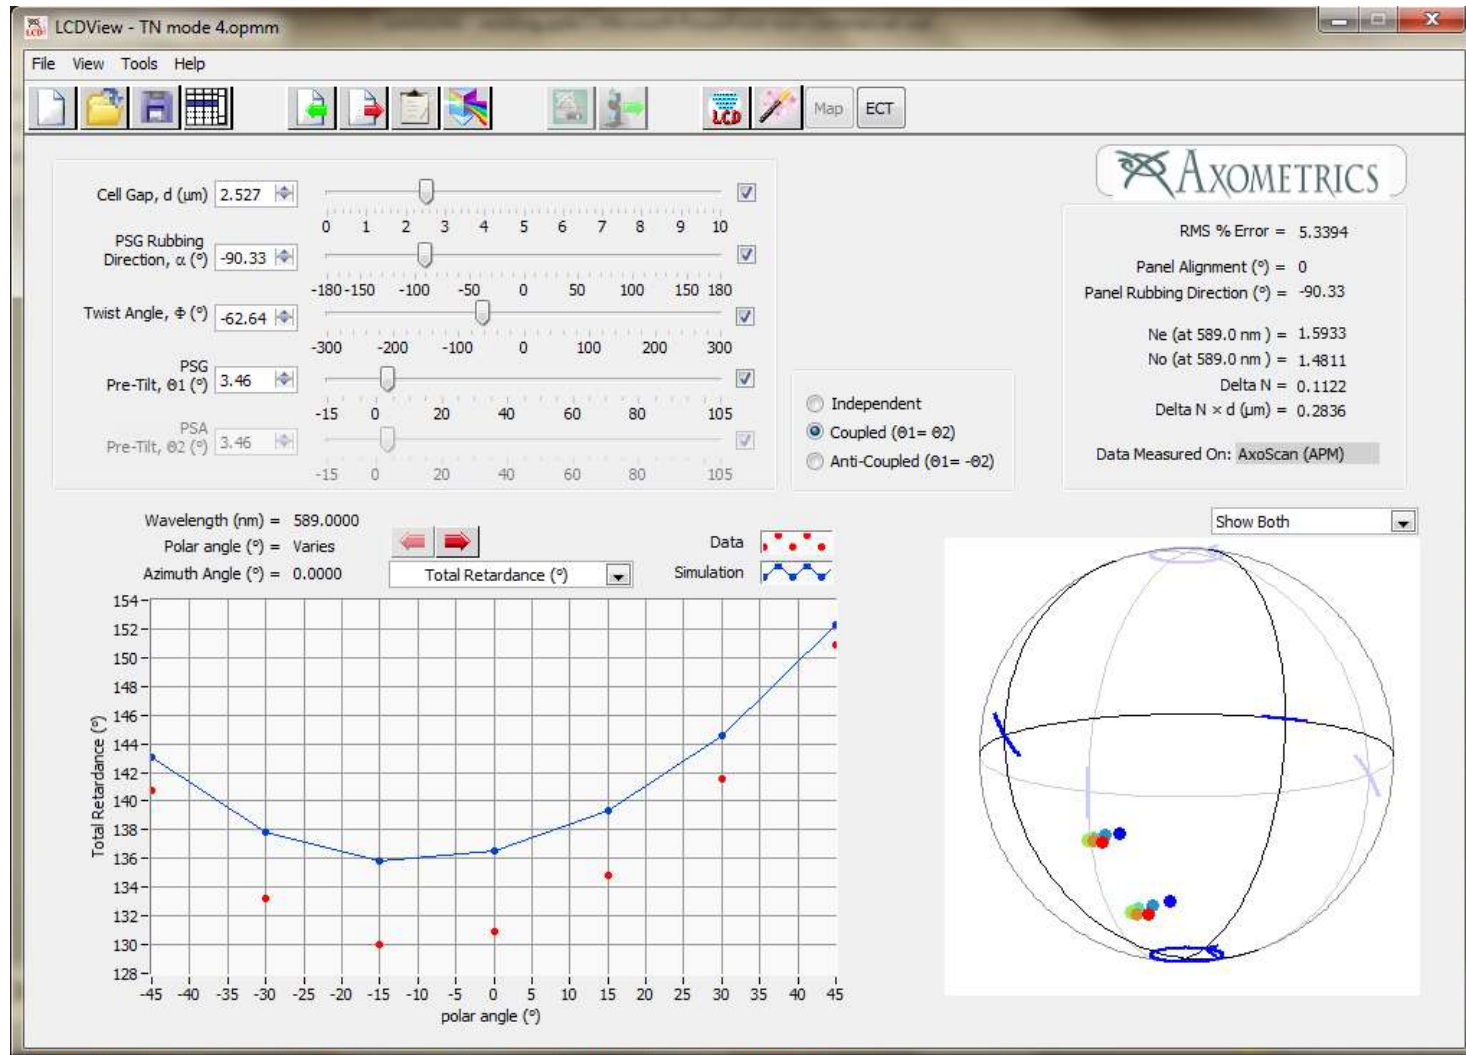 LCDView - TN mode 4.opmm
File View Tools Help
LCD Map ECT
AXOMETRICS
Cell Gap, d (um) 2.527
0 1 2 3 4 5 6 7 8 9 10
PSG Rubbing
Direction, α (°) -90.33
-180 -150 -100 -50 0 50 100 150 180
Twist Angle, Φ (°) -62.64
-300 -200 -100 0 100 200 300
PSG
Pre-Tilt, Θ1 (°) 3.46
-15 0 20 40 60 80 105
PSA
Pre-Tilt, Θ2 (°) 3.46
-15 0 20 40 60 80 105
Independent
Coupled (Θ1= Θ2)
Anti-Coupled (Θ1= -Θ2)
RMS % Error = 5.3394
Panel Alignment (°) = 0
Panel Rubbing Direction (°) = -90.33
Ne (at 589.0 nm ) = 1.5933
No (at 589.0 nm ) = 1.4811
Delta N = 0.1122
Delta N × d (µm) = 0.2836
Data Measured On: AxoScan (APM)
Wavelength (nm) = 589.0000
Polar angle (°) = Varies
Azimuth Angle (°) = 0.0000
Total Retardance (°)
Data
Simulation
Show Both
Total Retardance (°)
154
152
150
148
146
144
142
140
138
136
134
132
130
128
-45 -40 -35 -30 -25 -20 -15 -10 -5 0 5 10 15 20 25 30 35 40 45
polar angle (°)